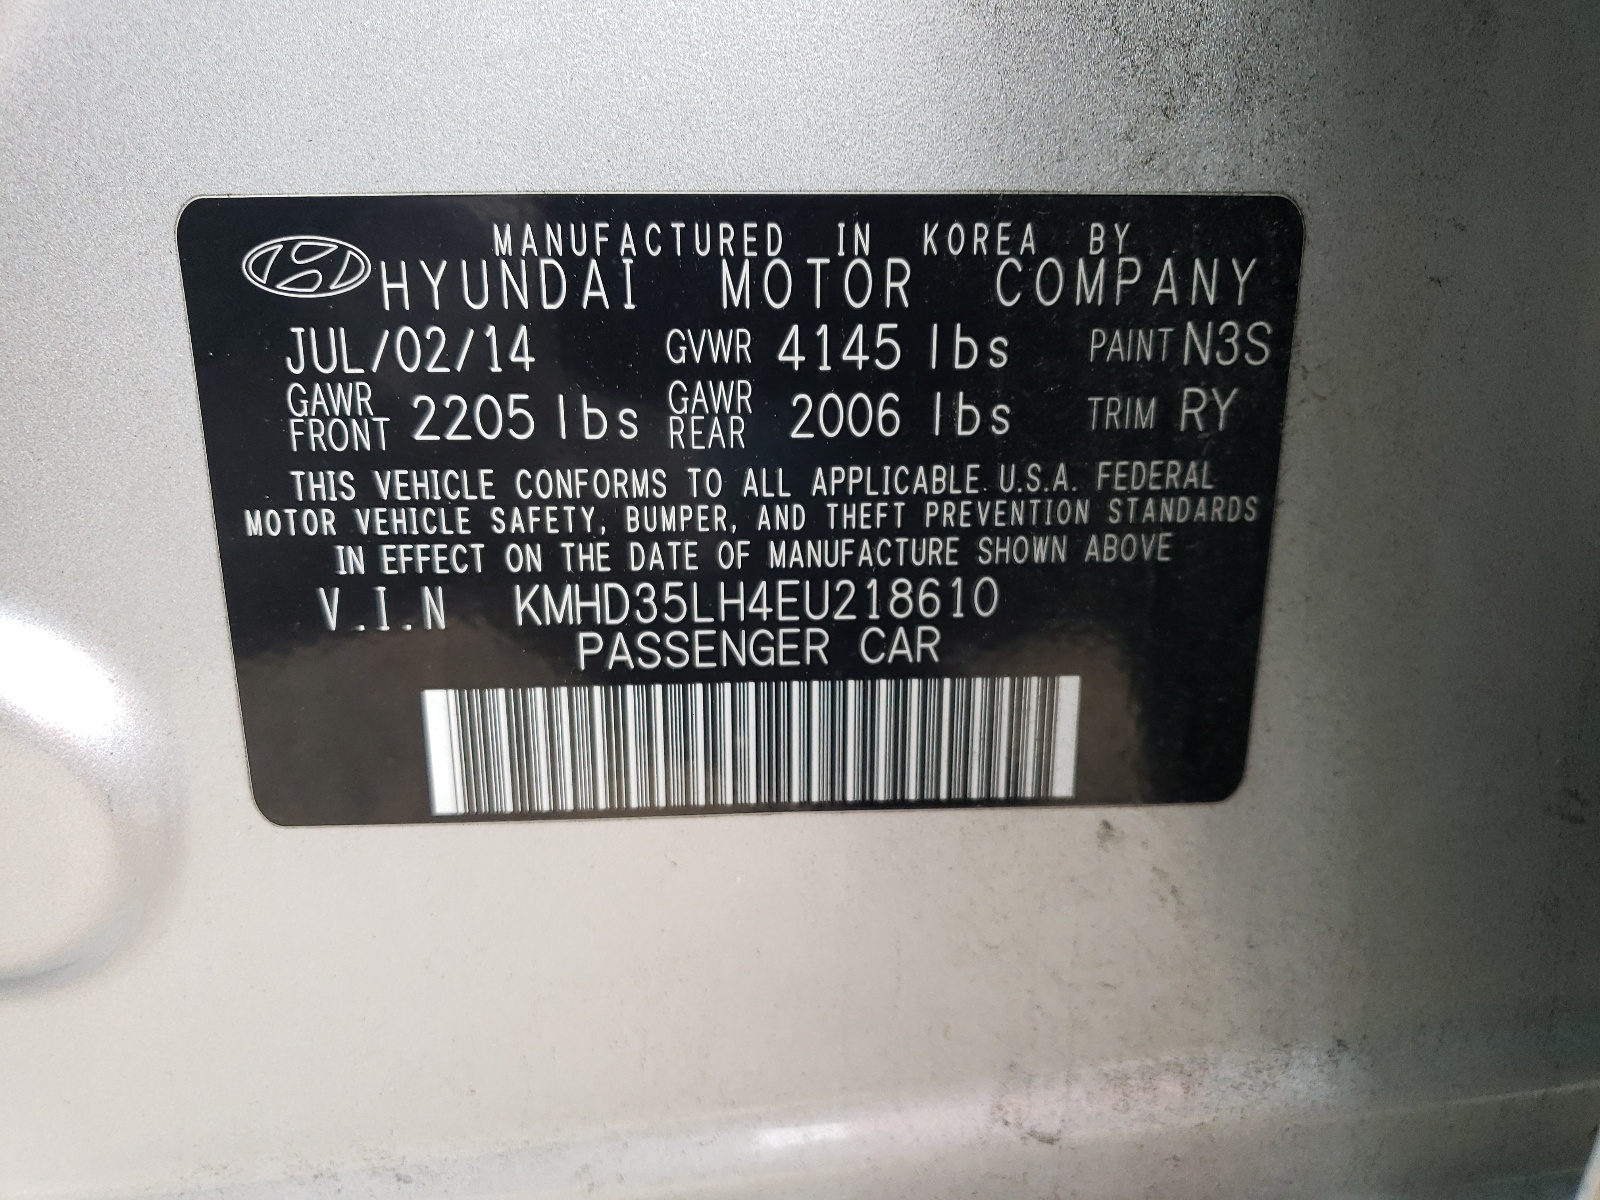 MANUFACTURED IN KOREA BY
HYUNDAI MOTOR COMPANY
JUL/02/14 GVWR 4145 lbs PAINT N3S
GAWR FRONT 2205 lbs GAWR REAR 2006 lbs TRIM RY
THIS VEHICLE CONFORMS TO ALL APPLICABLE U.S.A. FEDERAL
MOTOR VEHICLE SAFETY, BUMPER, AND THEFT PREVENTION STANDARDS
IN EFFECT ON THE DATE OF MANUFACTURE SHOWN ABOVE
V.I.N KMHD35LH4EU218610
PASSENGER CAR